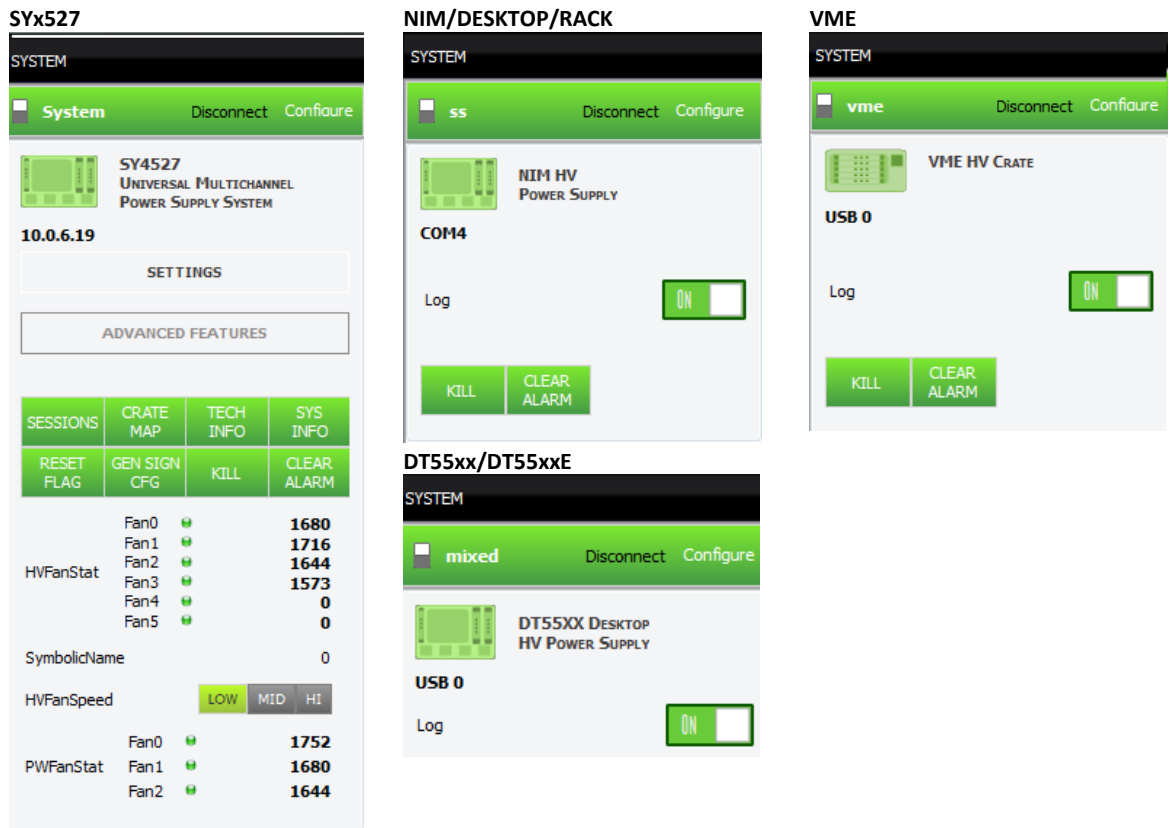 SYx527
SYSTEM
System Disconnect Configure
SY4527
UNIVERSAL MULTICHANNEL
POWER SUPPLY SYSTEM
10.0.6.19
SETTINGS
ADVANCED FEATURES
SESSIONS CRATE MAP TECH INFO SYS INFO
RESET FLAG GEN SIGN CFG KILL CLEAR ALARM
HVFanStat
Fan0 1680
Fan1 1716
Fan2 1644
Fan3 1573
Fan4 0
Fan5 0
SymbolicName 0
HVFanSpeed LOW MID HI
PWFanStat
Fan0 1752
Fan1 1680
Fan2 1644
NIM/DESKTOP/RACK
SYSTEM
ss Disconnect Configure
NIM HV
POWER SUPPLY
COM4
Log ON
KILL CLEAR ALARM
DT55xx/DT55xxE
SYSTEM
mixed Disconnect Configure
DT55XX DESKTOP
HV POWER SUPPLY
USB 0
Log ON
VME
SYSTEM
vme Disconnect Configure
VME HV CRATE
USB 0
Log ON
KILL CLEAR ALARM